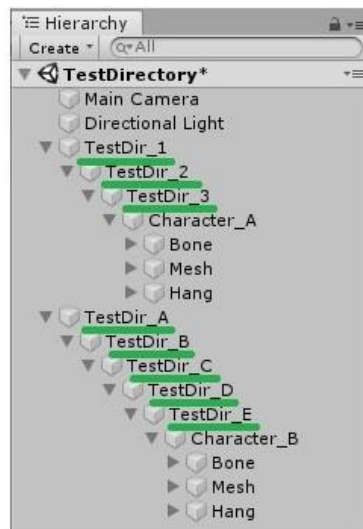 Hierarchy
Create All
TestDirectory*
Main Camera
Directional Light
TestDir_1
TestDir_2
TestDir_3
Character_A
Bone
Mesh
Hang
TestDir_A
TestDir_B
TestDir_C
TestDir_D
TestDir_E
Character_B
Bone
Mesh
Hang